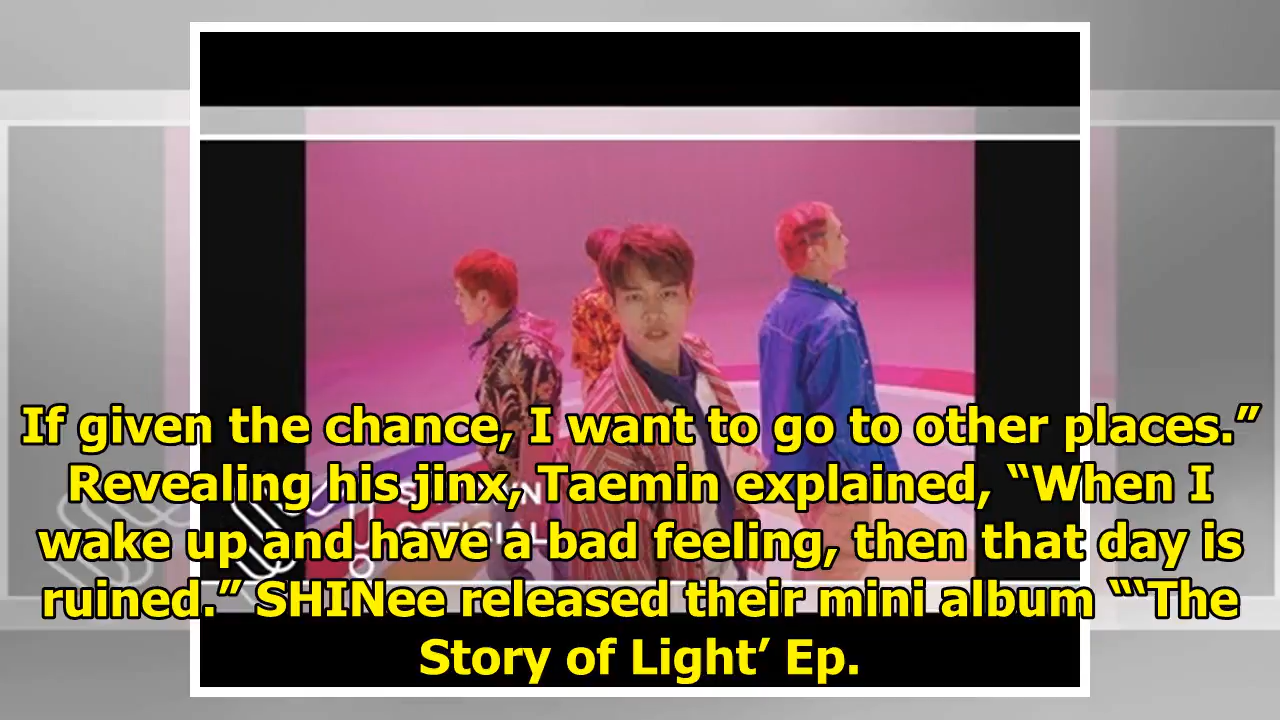 If given the chance, I want to go to other places.”
Revealing his jinx, Taemin explained, “When I
wake up and have a bad feeling, then that day is
ruined.” SHINee released their mini album “‘The
Story of Light’ Ep.
OFFICIAL